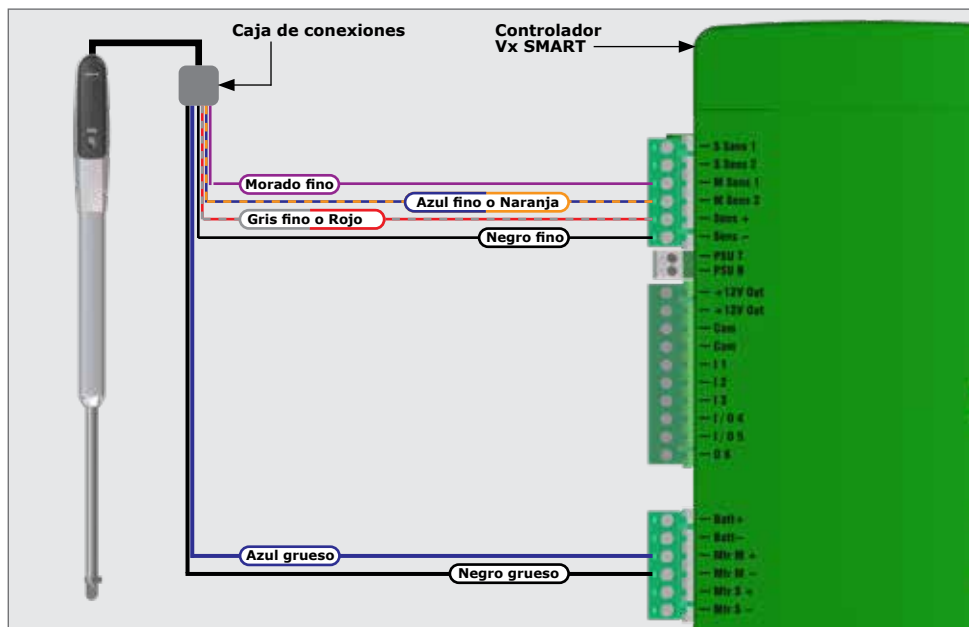 Caja de conexiones
Controlador
Vx SMART
Morado fino
Azul fino o Naranja
Gris fino o Rojo
Negro fino
S Sens 1
S Sens 2
M Sens 1
M Sens 2
Sens +
Sens −
PSU T
PSU N
+12V Out
+12V Out
Com
Com
I 1
I 2
I 3
I / O 4
I / O 5
O 6
Azul grueso
Negro grueso
Batt+
Batt−
Mtr M +
Mtr M −
Mtr S +
Mtr S −